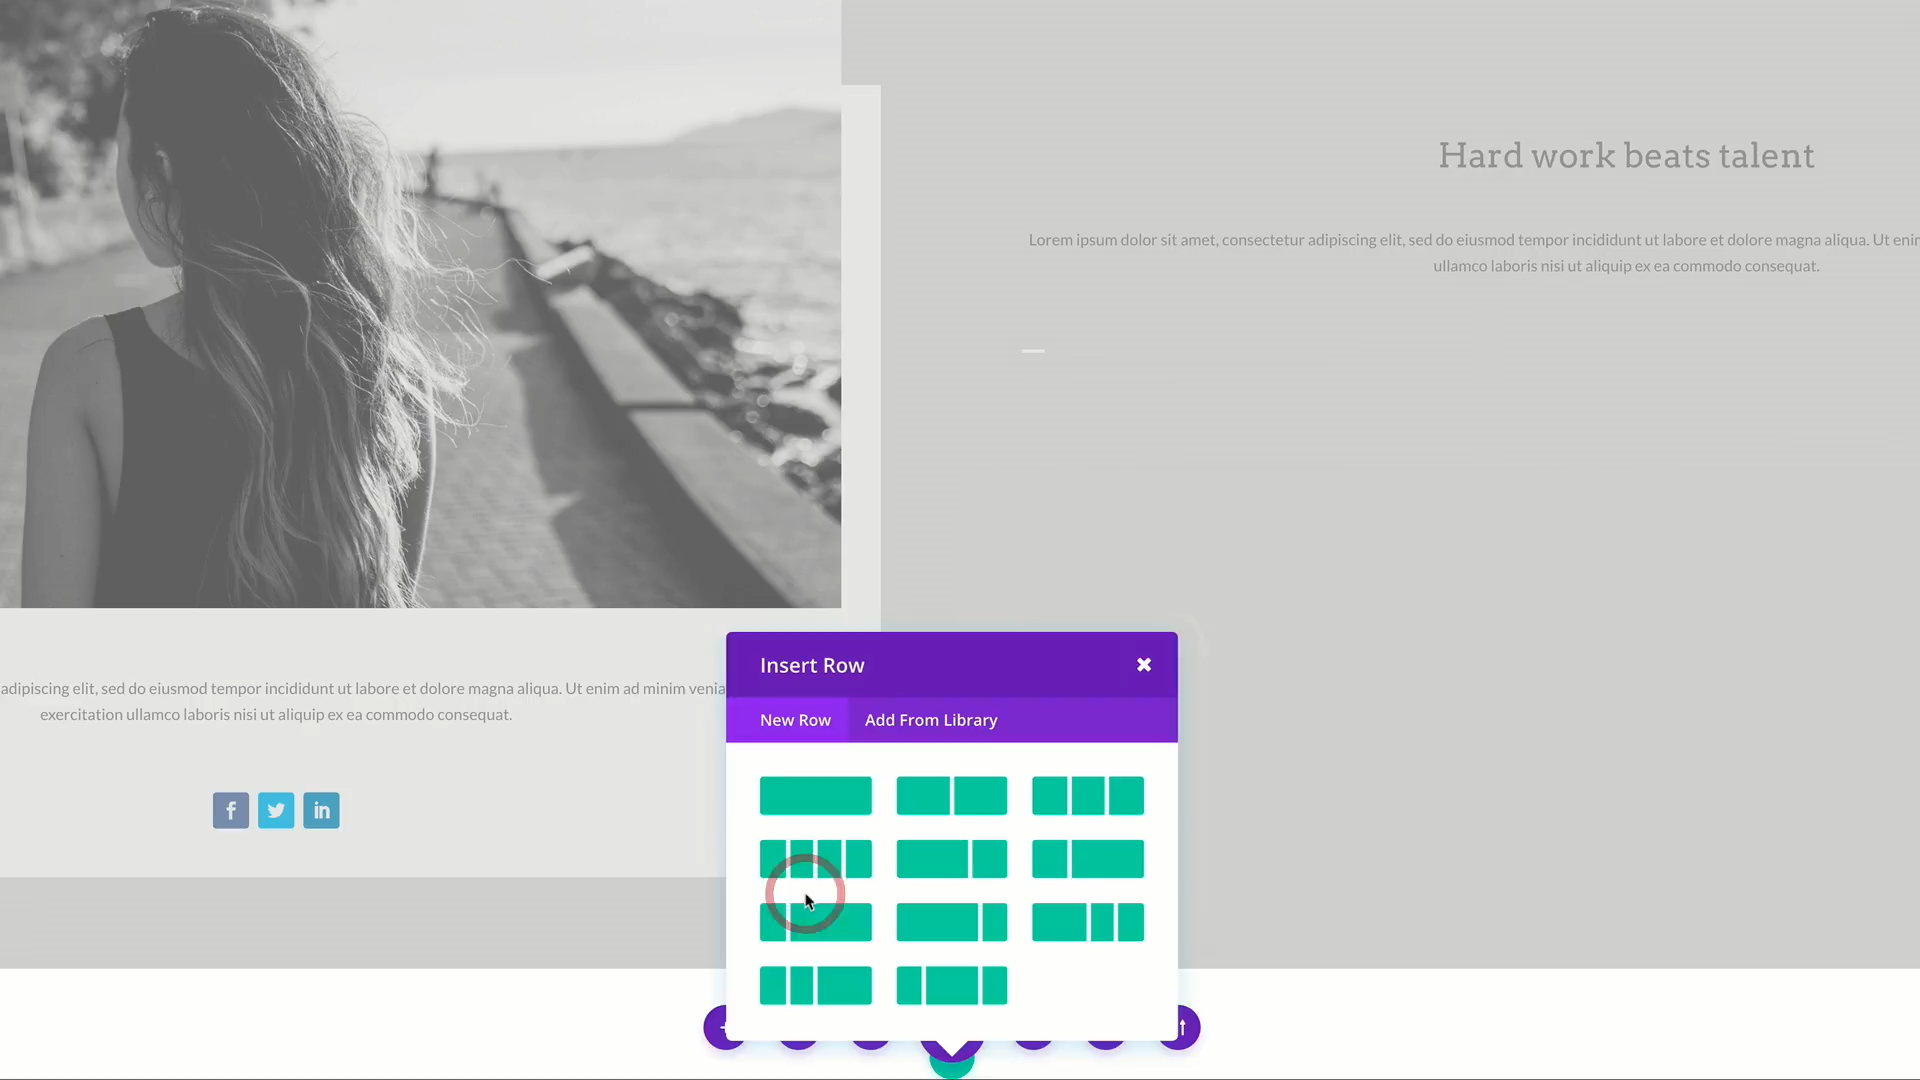 Hard work beats talent
Lorem ipsum dolor sit amet, consectetur adipiscing elit, sed do eiusmod tempor incididunt ut labore et dolore magna aliqua. Ut enim
ullamco laboris nisi ut aliquip ex ea commodo consequat.
adipiscing elit, sed do eiusmod tempor incididunt ut labore et dolore magna aliqua. Ut enim ad minim venia
exercitation ullamco laboris nisi ut aliquip ex ea commodo consequat.
Insert Row
New Row
Add From Library